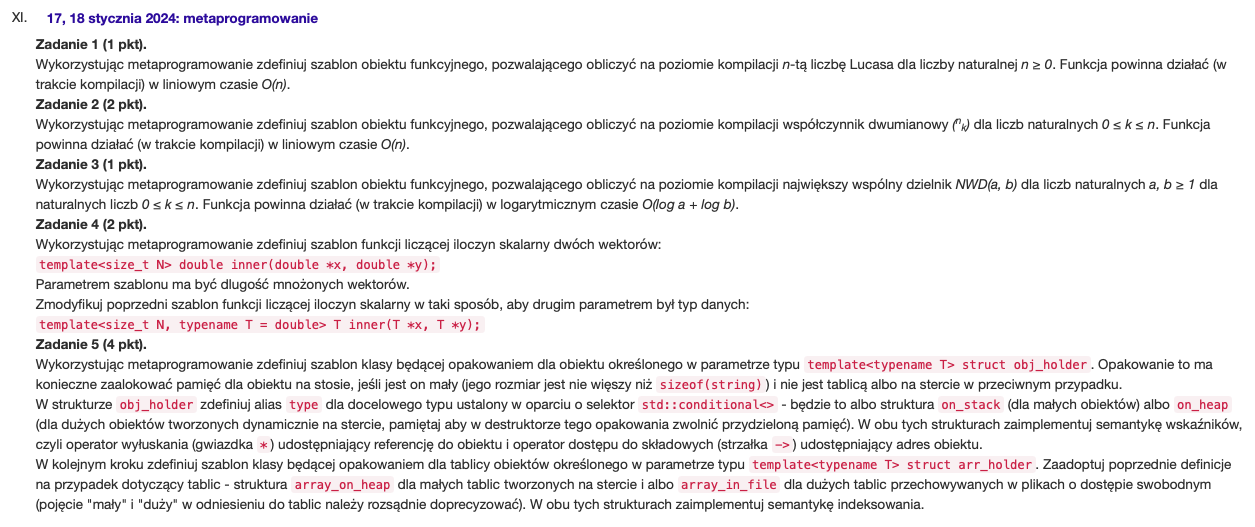 XI. 17, 18 stycznia 2024: metaprogramowanie
Zadanie 1 (1 pkt).
Wykorzystując metaprogramowanie zdefiniuj szablon obiektu funkcyjnego, pozwalającego obliczyć na poziomie kompilacji n-tą liczbę Lucasa dla liczby naturalnej n ≥ 0. Funkcja powinna działać (w
trakcie kompilacji) w liniowym czasie O(n).
Zadanie 2 (2 pkt).
Wykorzystując metaprogramowanie zdefiniuj szablon obiektu funkcyjnego, pozwalającego obliczyć na poziomie kompilacji współczynnik dwumianowy (ⁿₖ) dla liczb naturalnych 0 ≤ k ≤ n. Funkcja
powinna działać (w trakcie kompilacji) w liniowym czasie O(n).
Zadanie 3 (1 pkt).
Wykorzystując metaprogramowanie zdefiniuj szablon obiektu funkcyjnego, pozwalającego obliczyć na poziomie kompilacji największy wspólny dzielnik NWD(a, b) dla liczb naturalnych a, b ≥ 1 dla
naturalnych liczb 0 ≤ k ≤ n. Funkcja powinna działać (w trakcie kompilacji) w logarytmicznym czasie O(log a + log b).
Zadanie 4 (2 pkt).
Wykorzystując metaprogramowanie zdefiniuj szablon funkcji liczącej iloczyn skalarny dwóch wektorów:
template<size_t N> double inner(double *x, double *y);
Parametrem szablonu ma być dlugość mnożonych wektorów.
Zmodyfikuj poprzedni szablon funkcji liczącej iloczyn skalarny w taki sposób, aby drugim parametrem był typ danych:
template<size_t N, typename T = double> T inner(T *x, T *y);
Zadanie 5 (4 pkt).
Wykorzystując metaprogramowanie zdefiniuj szablon klasy będącej opakowaniem dla obiektu określonego w parametrze typu template<typename T> struct obj_holder. Opakowanie to ma
konieczne zaalokować pamięć dla obiektu na stosie, jeśli jest on mały (jego rozmiar jest nie więszy niż sizeof(string)) i nie jest tablicą albo na stercie w przeciwnym przypadku.
W strukturze obj_holder zdefiniuj alias type dla docelowego typu ustalony w oparciu o selektor std::conditional<> - będzie to albo struktura on_stack (dla małych obiektów) albo on_heap
(dla dużych obiektów tworzonych dynamicznie na stercie, pamiętaj aby w destruktorze tego opakowania zwolnić przydzieloną pamięć). W obu tych strukturach zaimplementuj semantykę wskaźników,
czyli operator wyłuskania (gwiazdka *) udostępniający referencję do obiektu i operator dostępu do składowych (strzałka ->) udostępniający adres obiektu.
W kolejnym kroku zdefiniuj szablon klasy będącej opakowaniem dla tablicy obiektów określonego w parametrze typu template<typename T> struct arr_holder. Zaadoptuj poprzednie definicje
na przypadek dotyczący tablic - struktura array_on_heap dla małych tablic tworzonych na stercie i albo array_in_file dla dużych tablic przechowywanych w plikach o dostępie swobodnym
(pojęcie "mały" i "duży" w odniesieniu do tablic należy rozsądnie doprecyzować). W obu tych strukturach zaimplementuj semantykę indeksowania.